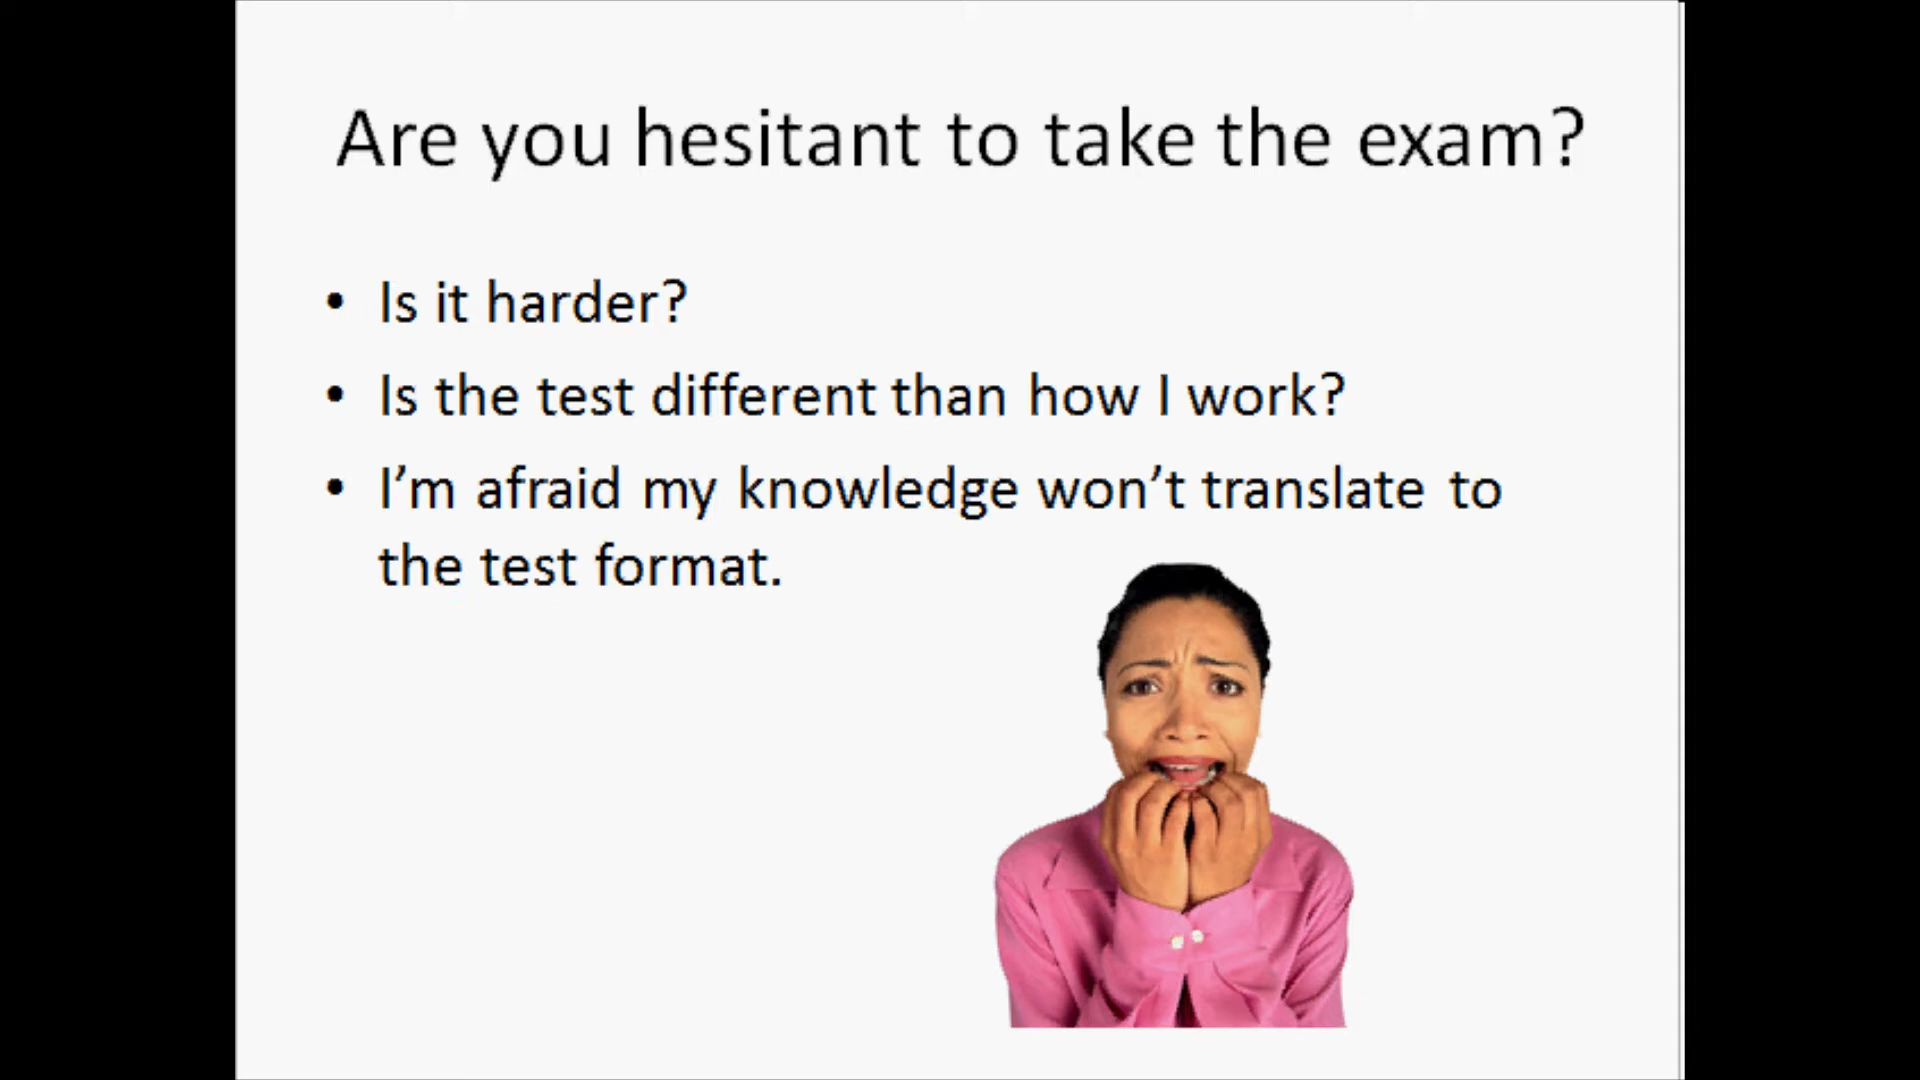 Are you hesitant to take the exam?
• Is it harder?
• Is the test different than how I work?
• I’m afraid my knowledge won’t translate to
the test format.